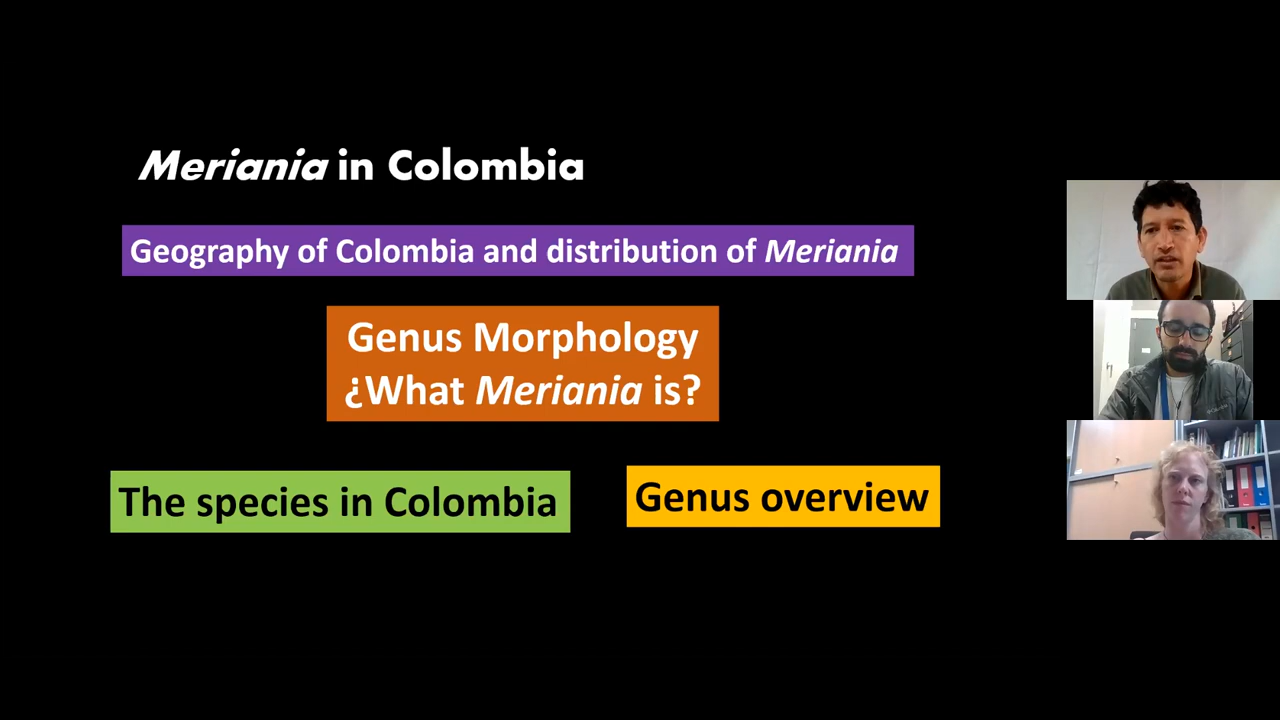 Meriania in Colombia
Geography of Colombia and distribution of Meriania
Genus Morphology
¿What Meriania is?
The species in Colombia
Genus overview